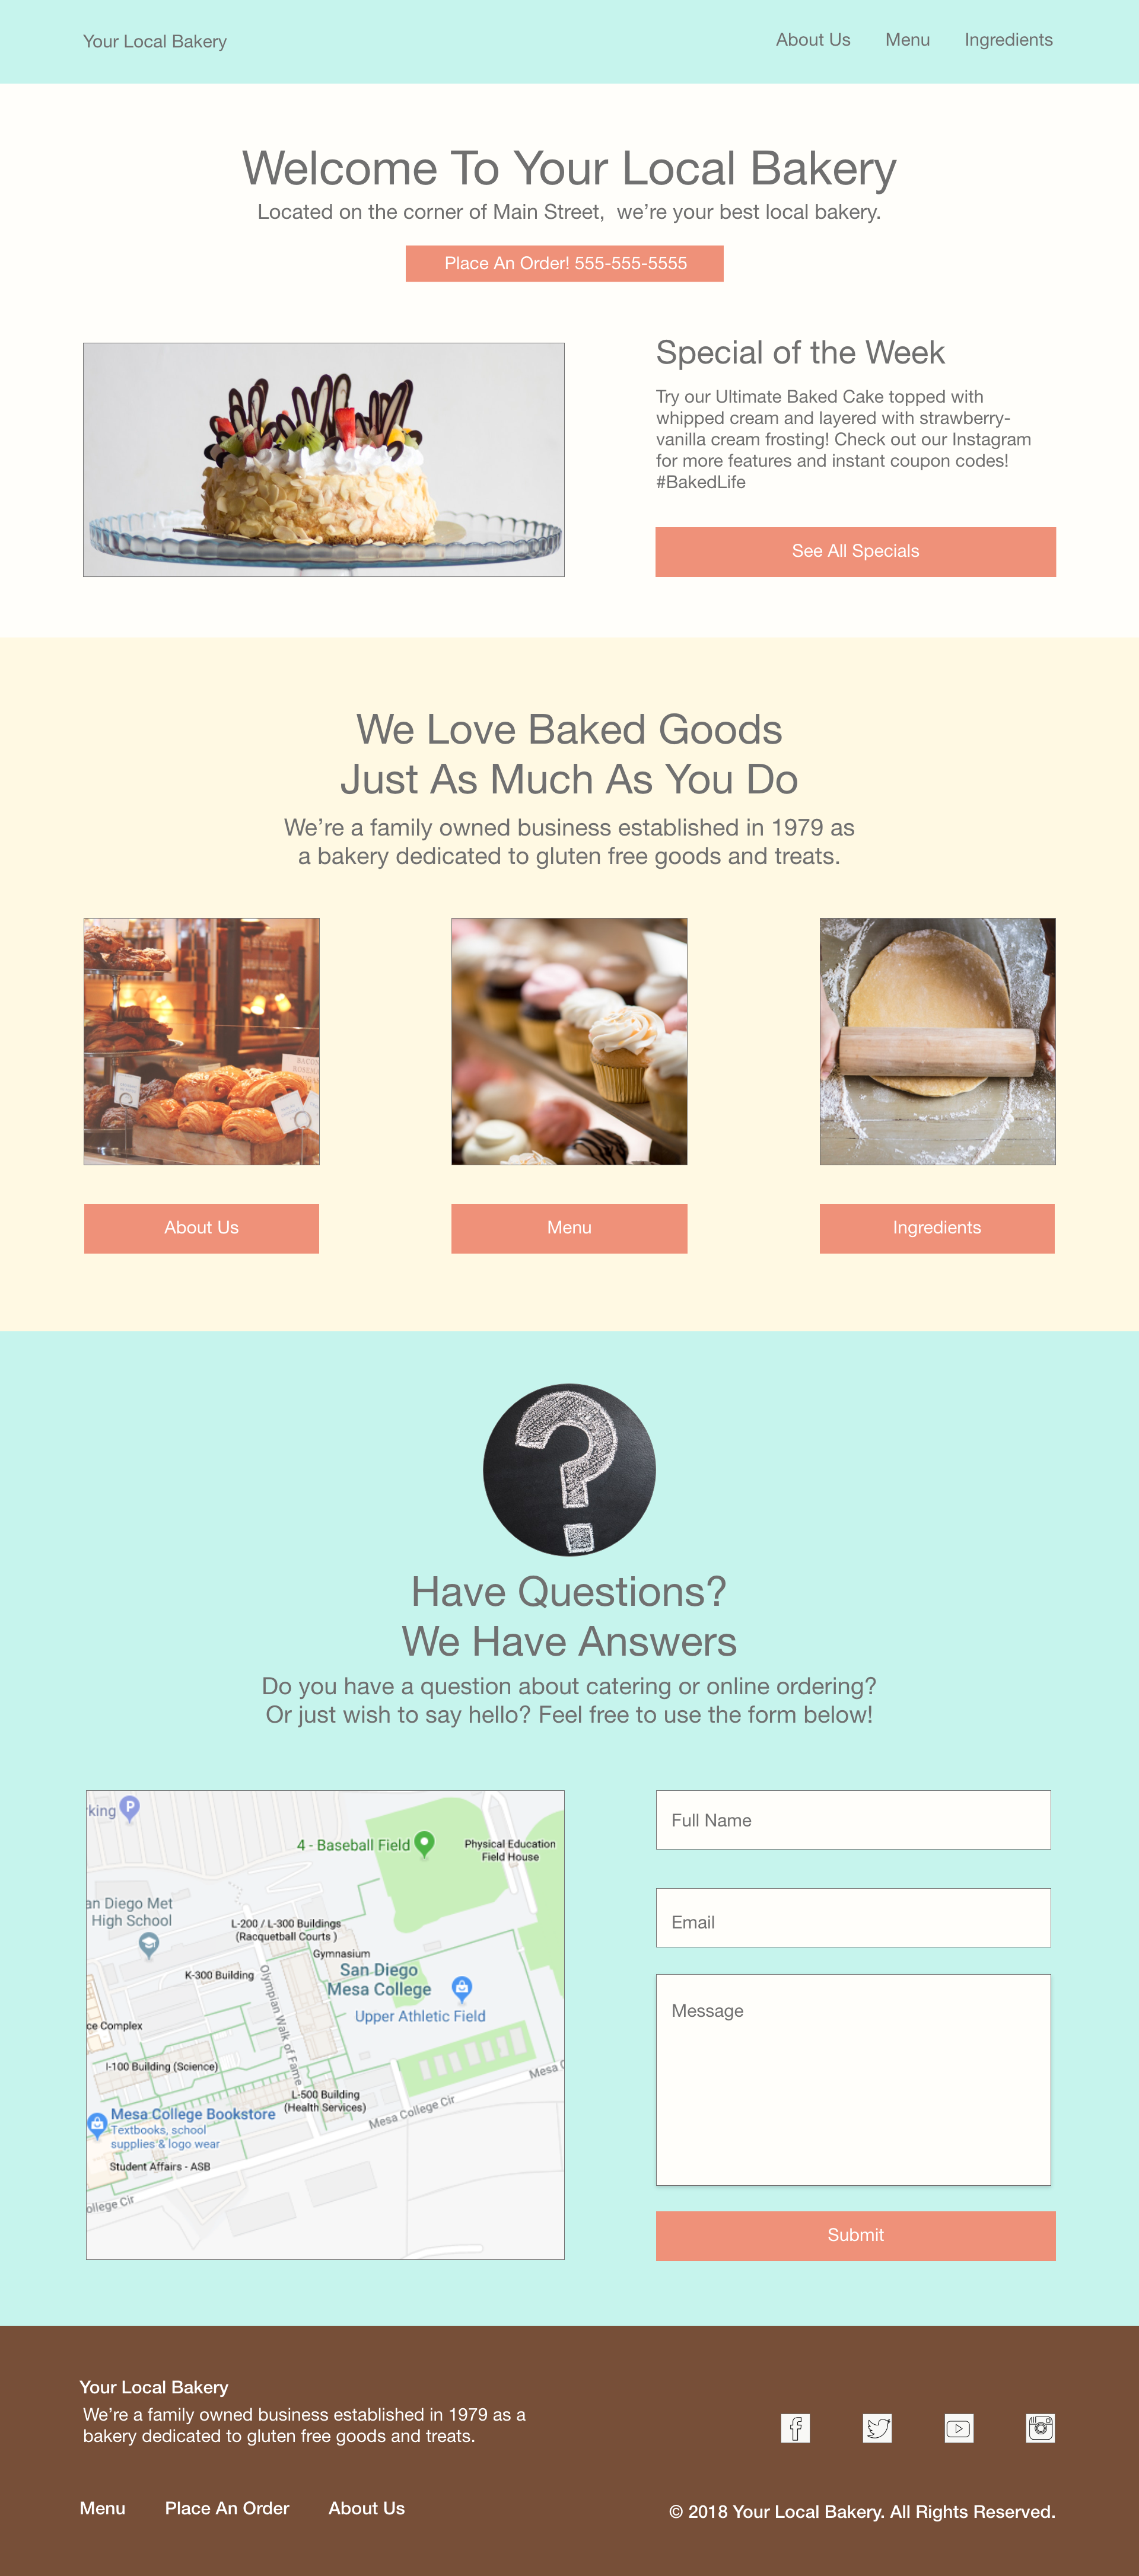 Your Local Bakery
About Us
Menu
Ingredients
Welcome To Your Local Bakery
Located on the corner of Main Street, we're your best local bakery.
Place An Order! 555-555-5555
Special of the Week
Try our Ultimate Baked Cake topped with
whipped cream and layered with strawberry-
vanilla cream frosting! Check out our Instagram
for more features and instant coupon codes!
#BakedLife
See All Specials
We Love Baked Goods
Just As Much As You Do
We're a family owned business established in 1979 as
a bakery dedicated to gluten free goods and treats.
About Us
Menu
Ingredients
?
Have Questions?
We Have Answers
Do you have a question about catering or online ordering?
Or just wish to say hello? Feel free to use the form below!
rking
P
4 - Baseball Field
Physical Education
Field House
an Diego Met
High School
L-200 / L-300 Buildings
(Racquetball Courts )
Gymnasium
K-300 Building
San Diego
Mesa College
Olympian Walk of Fame
Upper Athletic Field
ce Complex
I-100 Building (Science)
L-500 Building
(Health Services)
Mesa C
Mesa College Cir
Mesa College Bookstore
Textbooks, school
supplies & logo wear
Student Affairs - ASB
ollege Cir
Full Name
Email
Message
Submit
Your Local Bakery
We're a family owned business established in 1979 as a
bakery dedicated to gluten free goods and treats.
Menu
Place An Order
About Us
© 2018 Your Local Bakery. All Rights Reserved.